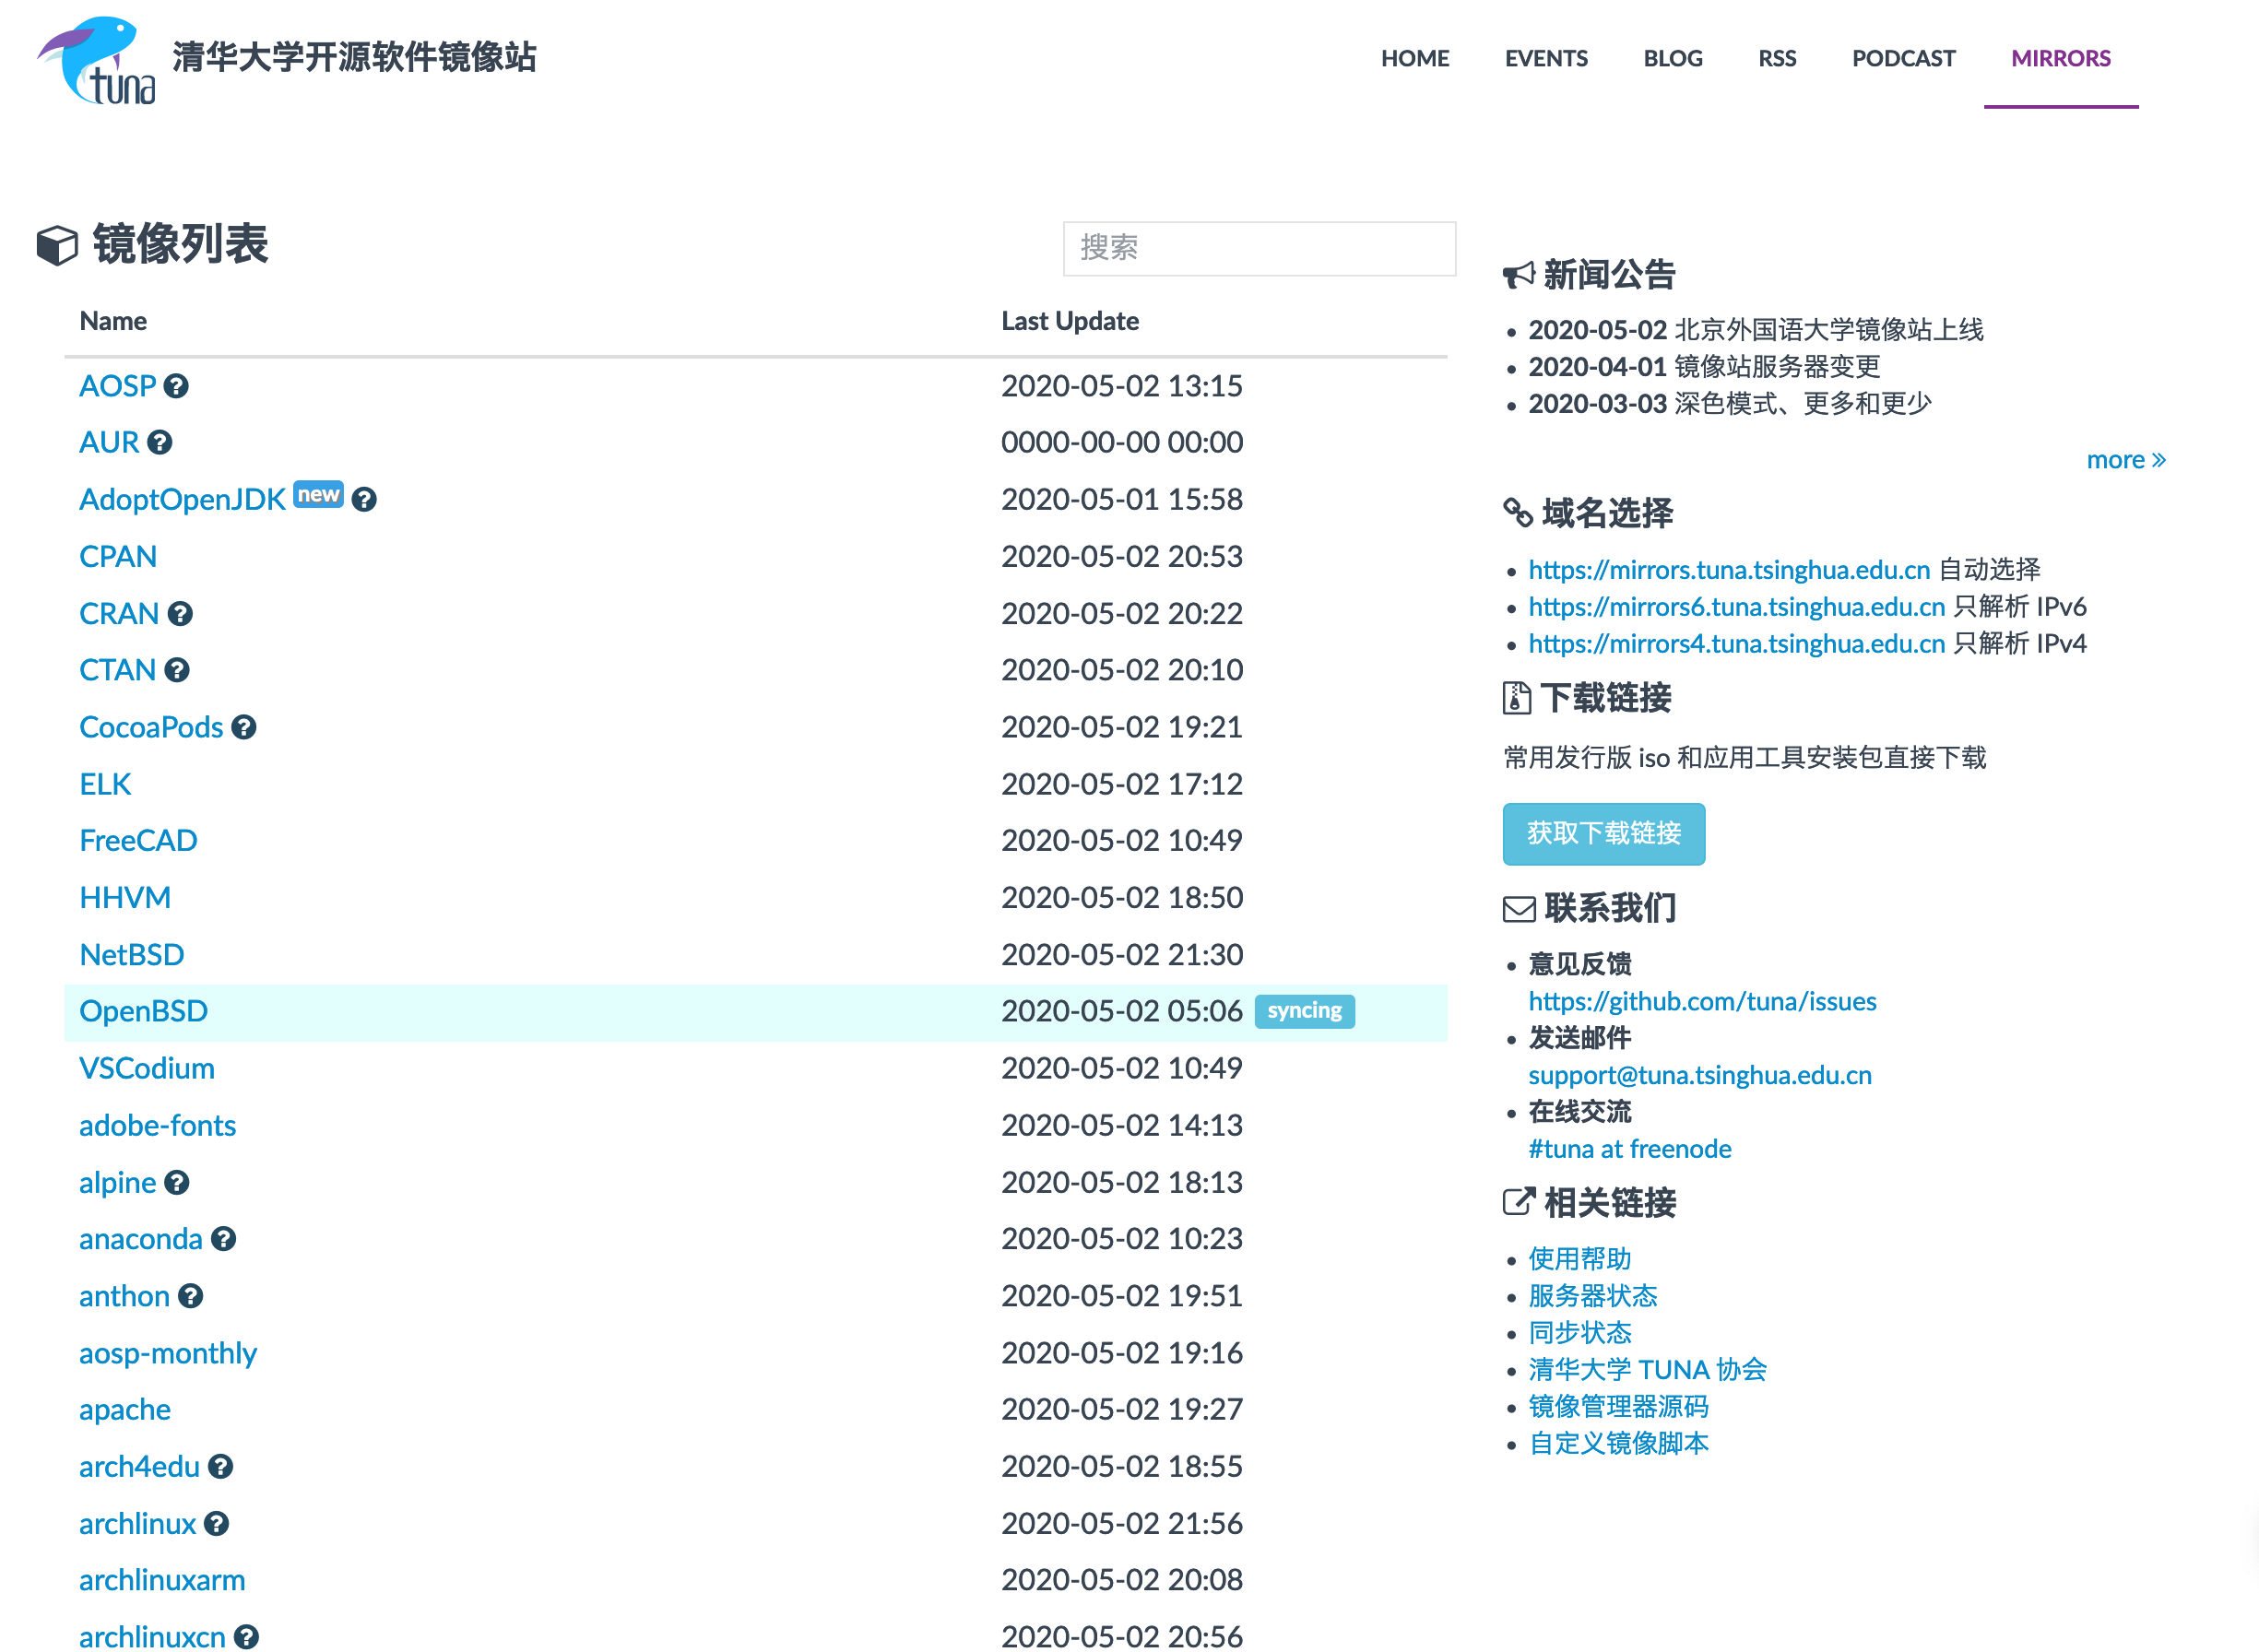 tuna
清华大学开源软件镜像站
HOME EVENTS BLOG RSS PODCAST MIRRORS
镜像列表
搜索
Name Last Update
AOSP 2020-05-02 13:15
AUR 0000-00-00 00:00
AdoptOpenJDK new 2020-05-01 15:58
CPAN 2020-05-02 20:53
CRAN 2020-05-02 20:22
CTAN 2020-05-02 20:10
CocoaPods 2020-05-02 19:21
ELK 2020-05-02 17:12
FreeCAD 2020-05-02 10:49
HHVM 2020-05-02 18:50
NetBSD 2020-05-02 21:30
OpenBSD 2020-05-02 05:06 syncing
VSCodium 2020-05-02 10:49
adobe-fonts 2020-05-02 14:13
alpine 2020-05-02 18:13
anaconda 2020-05-02 10:23
anthon 2020-05-02 19:51
aosp-monthly 2020-05-02 19:16
apache 2020-05-02 19:27
arch4edu 2020-05-02 18:55
archlinux 2020-05-02 21:56
archlinuxarm 2020-05-02 20:08
archlinuxcn 2020-05-02 20:56
新闻公告
2020-05-02 北京外国语大学镜像站上线
2020-04-01 镜像站服务器变更
2020-03-03 深色模式、更多和更少
more »
域名选择
https://mirrors.tuna.tsinghua.edu.cn 自动选择
https://mirrors6.tuna.tsinghua.edu.cn 只解析 IPv6
https://mirrors4.tuna.tsinghua.edu.cn 只解析 IPv4
下载链接
常用发行版 iso 和应用工具安装包直接下载
获取下载链接
联系我们
意见反馈
https://github.com/tuna/issues
发送邮件
support@tuna.tsinghua.edu.cn
在线交流
#tuna at freenode
相关链接
使用帮助
服务器状态
同步状态
清华大学 TUNA 协会
镜像管理器源码
自定义镜像脚本